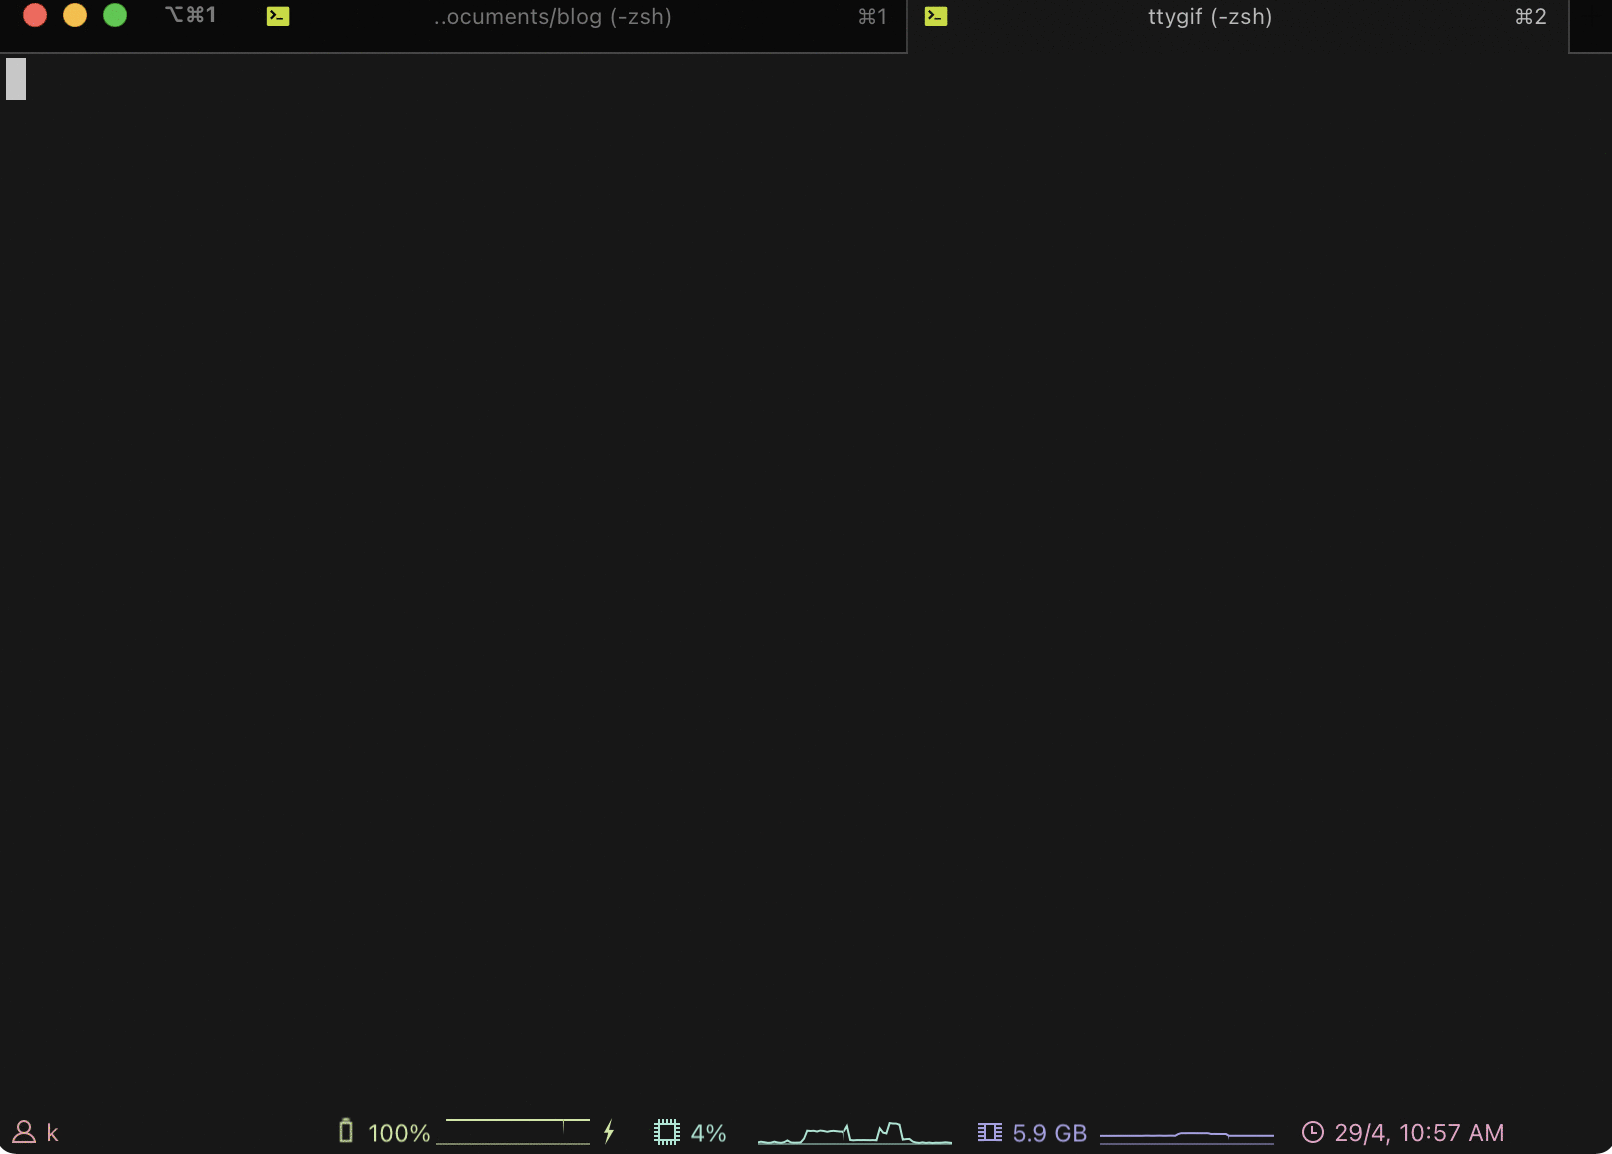 ⌥⌘1 ..ocuments/blog (-zsh) ⌘1 ttygif (-zsh) ⌘2
k 100% 4% 5.9 GB 29/4, 10:57 AM